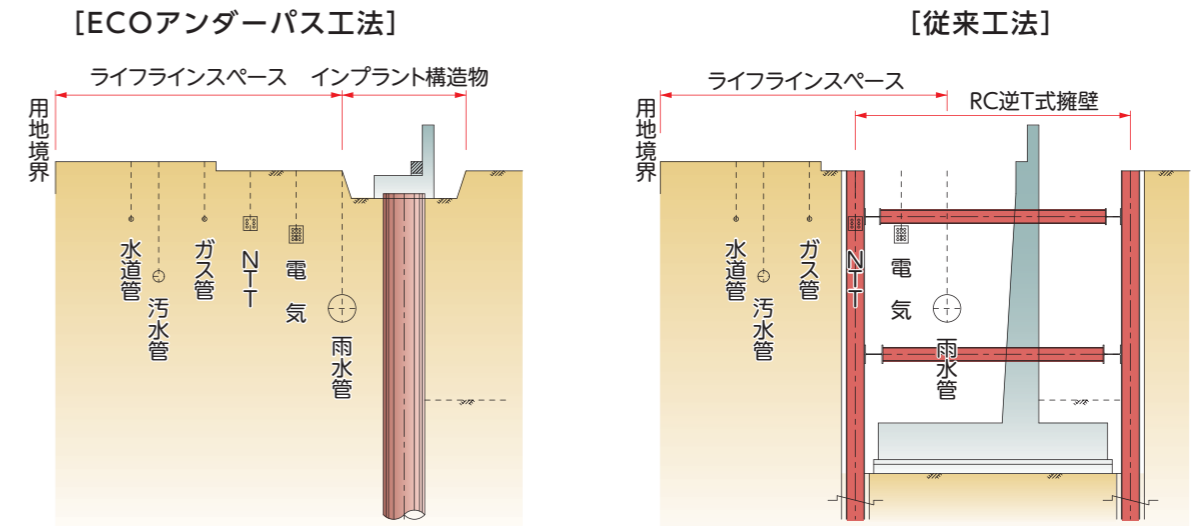 [ECOアンダーパス工法]
ライフラインスペース
インプラント構造物
用地境界
水道管
汚水管
ガス管
NTT
電気
雨水管
[従来工法]
ライフラインスペース
RC逆T式擁壁
用地境界
水道管
汚水管
ガス管
NTT
電気
雨水管